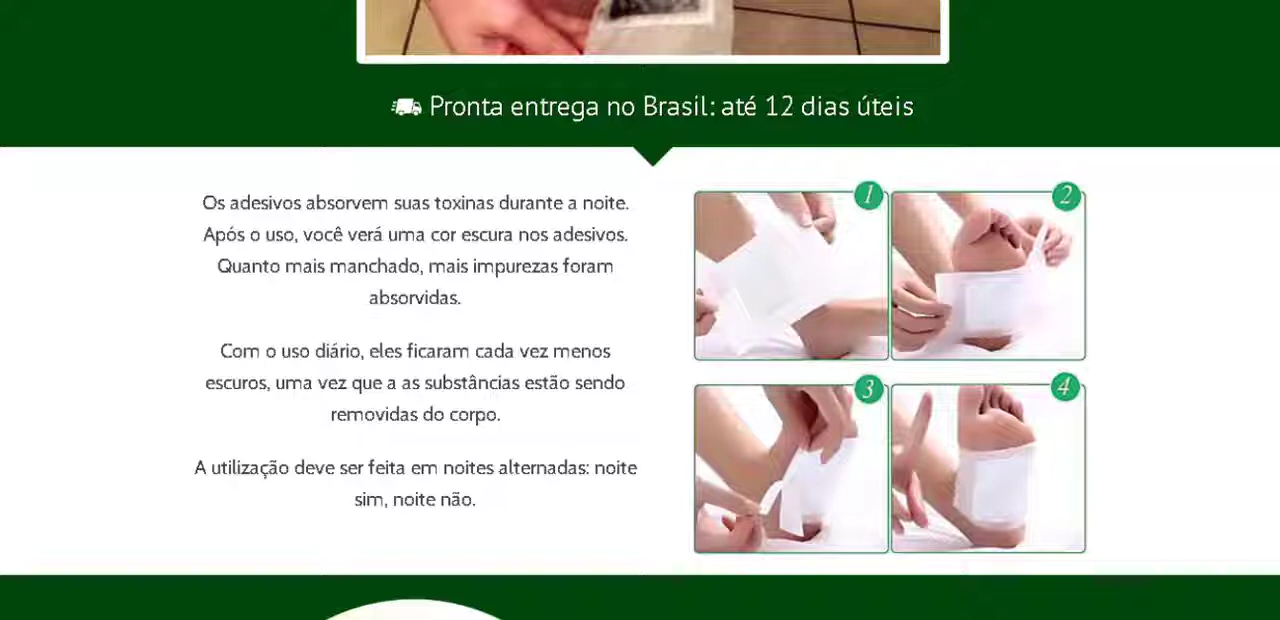 Pronta entrega no Brasil: até 12 dias úteis
Os adesivos absorvem suas toxinas durante a noite.
Após o uso, você verá uma cor escura nos adesivos.
Quanto mais manchado, mais impurezas foram
absorvidas.
Com o uso diário, eles ficaram cada vez menos
escuros, uma vez que a as substâncias estão sendo
removidas do corpo.
A utilização deve ser feita em noites alternadas: noite
sim, noite não.
1
2
3
4